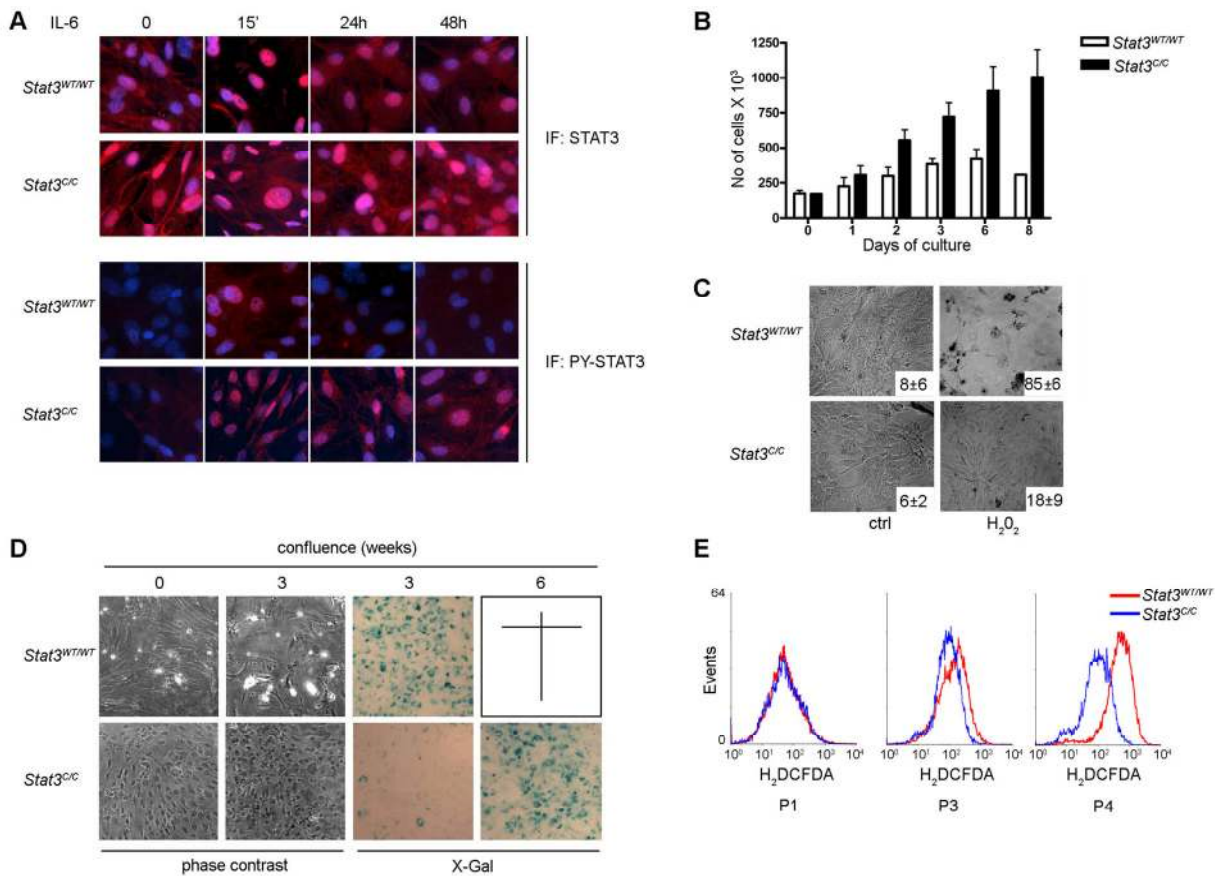 A
IL-6 0 15' 24h 48h
Stat3WT/WT
Stat3C/C
IF: STAT3
Stat3WT/WT
Stat3C/C
IF: PY-STAT3
B
1250
1000
750
500
250
0
No of cells X 10³
0 1 2 3 6 8
Days of culture
Stat3WT/WT
Stat3C/C
C
Stat3WT/WT
8±6
85±6
Stat3C/C
6±2
18±9
ctrl
H₂0₂
D
confluence (weeks)
0 3 3 6
Stat3WT/WT
Stat3C/C
phase contrast
X-Gal
E
Stat3WT/WT
Stat3C/C
64
Events
0
10⁰ 10¹ 10² 10³ 10⁴
10⁰ 10¹ 10² 10³ 10⁴
10⁰ 10¹ 10² 10³ 10⁴
H₂DCFDA
H₂DCFDA
H₂DCFDA
P1
P3
P4